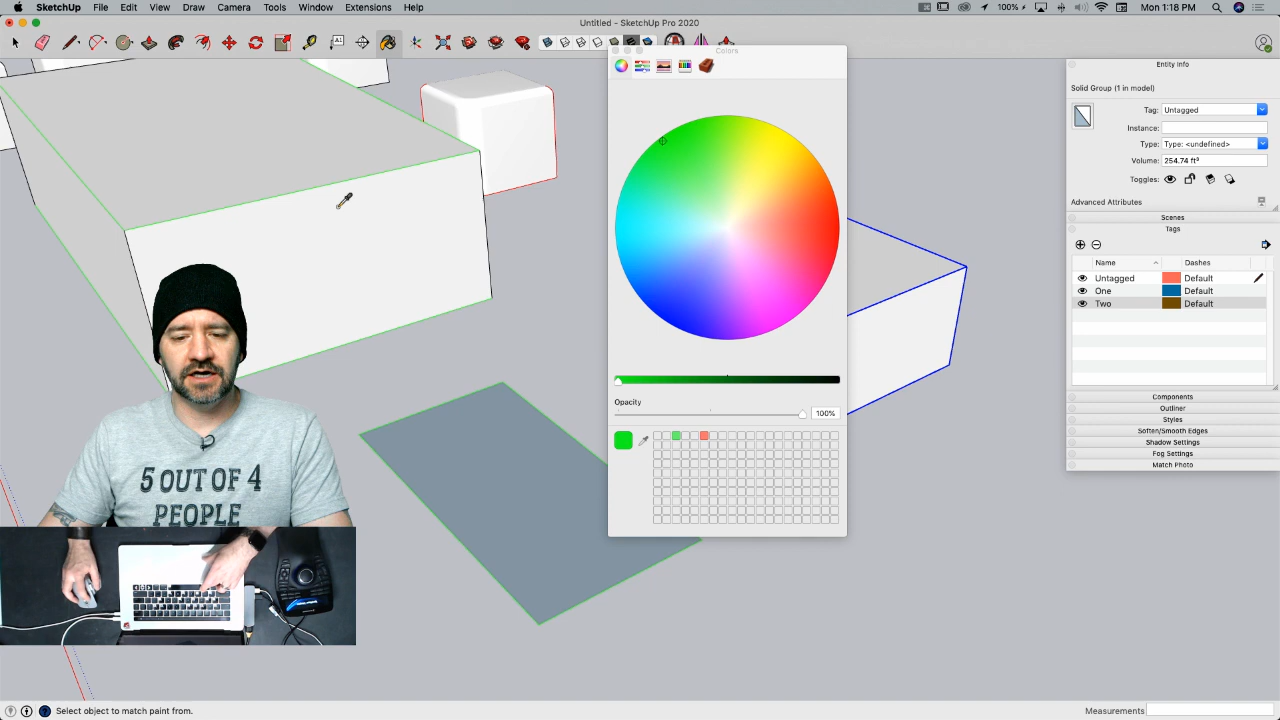 SketchUp File Edit View Draw Camera Tools Window Extensions Help 100% Mon 1:18 PM
Untitled - SketchUp Pro 2020
Colors
Entity Info
Solid Group (1 in model)
Tag: Untagged
Instance:
Type: Type: <undefined>
Volume: 254.74 ft³
Toggles:
Advanced Attributes
Scenes
Tags
Name Dashes
Untagged Default
One Default
Two Default
Components
Outliner
Styles
Soften/Smooth Edges
Shadow Settings
Fog Settings
Match Photo
Opacity
100%
5 OUT OF 4
PEOPLE
Select object to match paint from.
Measurements